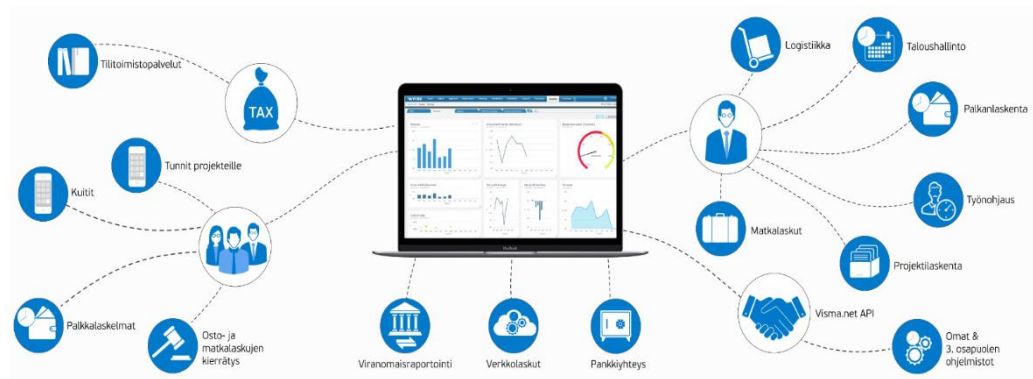 Tilitoimistopalvelut
TAX
Tunnit projekteille
Kuitit
Palkkalaskelmat
Osto- ja
matkalaskujen
kierrätys
Viranomaisraportointi
Verkkolaskut
Pankkiyhteys
Logistiikka
Taloushallinto
Palkanlaskenta
Työnohjaus
Matkalaskut
Projektilaskenta
Visma.net API
Omat &
3. osapuolen
ohjelmistot